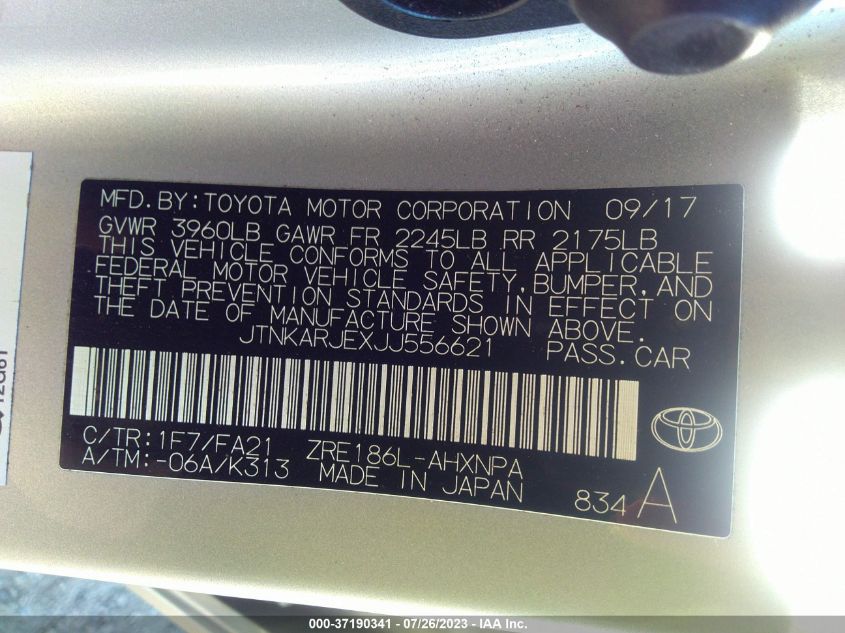 MFD. BY: TOYOTA MOTOR CORPORATION 09/17
GVWR 3960LB GAWR FR 2245LB RR 2175LB
THIS VEHICLE CONFORMS TO ALL APPLICABLE
FEDERAL MOTOR VEHICLE SAFETY, BUMPER, AND
THEFT PREVENTION STANDARDS IN EFFECT ON
THE DATE OF MANUFACTURE SHOWN ABOVE.
JTNKARJEXJJ556621 PASS. CAR
C/TR: 1F7/FA21 ZRE186L-AHXNPA
A/TM: -06A/K313 MADE IN JAPAN
834 A
000-37190341 - 07/26/2023 - IAA Inc.